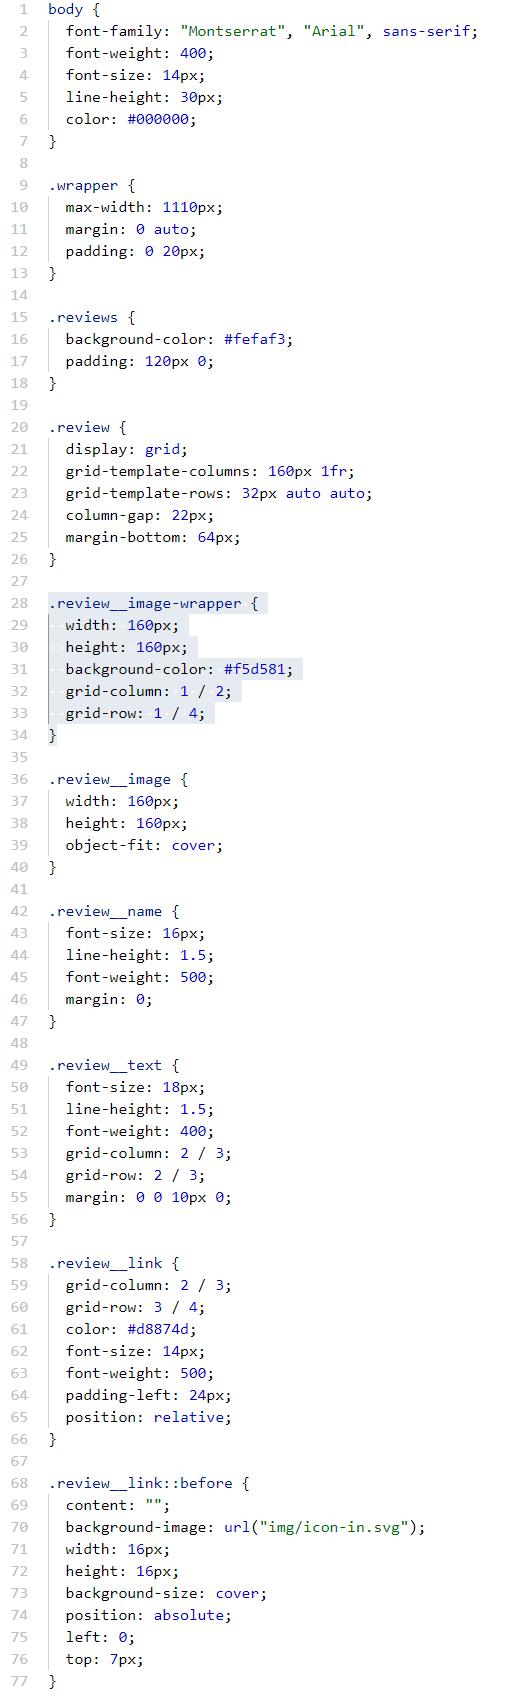 1 body {
2 font-family: "Montserrat", "Arial", sans-serif;
3 font-weight: 400;
4 font-size: 14px;
5 line-height: 30px;
6 color: #000000;
7 }
8
9 .wrapper {
10 max-width: 1110px;
11 margin: 0 auto;
12 padding: 0 20px;
13 }
14
15 .reviews {
16 background-color: #fefaf3;
17 padding: 120px 0;
18 }
19
20 .review {
21 display: grid;
22 grid-template-columns: 160px 1fr;
23 grid-template-rows: 32px auto auto;
24 column-gap: 22px;
25 margin-bottom: 64px;
26 }
27
28 .review__image-wrapper {
29 width: 160px;
30 height: 160px;
31 background-color: #f5d581;
32 grid-column: 1 / 2;
33 grid-row: 1 / 4;
34 }
35
36 .review__image {
37 width: 160px;
38 height: 160px;
39 object-fit: cover;
40 }
41
42 .review__name {
43 font-size: 16px;
44 line-height: 1.5;
45 font-weight: 500;
46 margin: 0;
47 }
48
49 .review__text {
50 font-size: 18px;
51 line-height: 1.5;
52 font-weight: 400;
53 grid-column: 2 / 3;
54 grid-row: 2 / 3;
55 margin: 0 0 10px 0;
56 }
57
58 .review__link {
59 grid-column: 2 / 3;
60 grid-row: 3 / 4;
61 color: #d8874d;
62 font-size: 14px;
63 font-weight: 500;
64 padding-left: 24px;
65 position: relative;
66 }
67
68 .review__link::before {
69 content: "";
70 background-image: url("img/icon-in.svg");
71 width: 16px;
72 height: 16px;
73 background-size: cover;
74 position: absolute;
75 left: 0;
76 top: 7px;
77 }